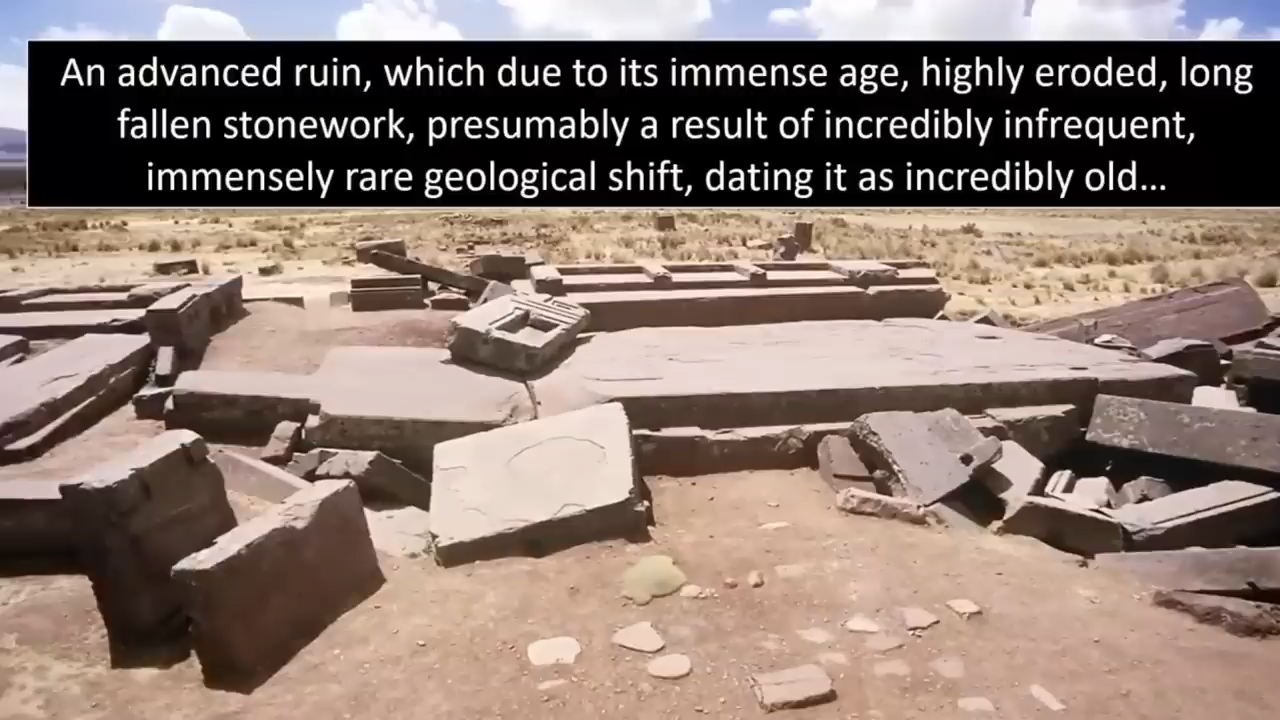 An advanced ruin, which due to its immense age, highly eroded, long
fallen stonework, presumably a result of incredibly infrequent,
immensely rare geological shift, dating it as incredibly old...